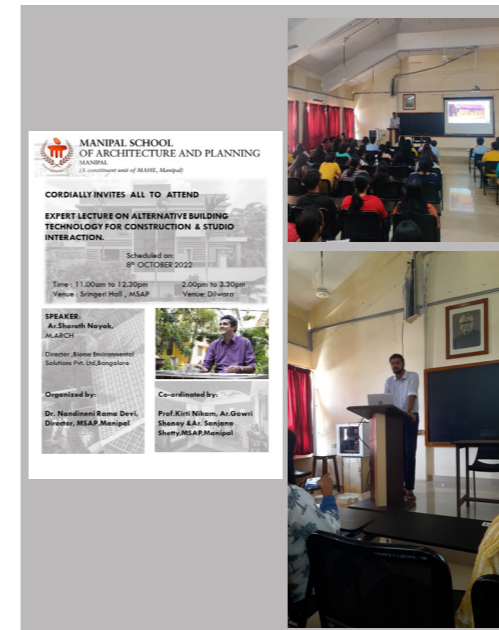 MANIPAL SCHOOL
OF ARCHITECTURE AND PLANNING
MANIPAL
(A constituent unit of MAHE, Manipal)
CORDIALLY INVITES ALL TO ATTEND
EXPERT LECTURE ON ALTERNATIVE BUILDING
TECHNOLOGY FOR CONSTRUCTION & STUDIO
INTERACTION.
Scheduled on:
8th OCTOBER 2022
Time : 11.00am to 12.30pm 2.00pm to 3.30pm
Venue : Sringeri Hall , MSAP Venue: Dilwara
SPEAKER:
Ar.Sharath Nayak,
M.ARCH
Director ,Biome Environmental
Solutions Pvt. Ltd,Bangalore
Organized by:
Dr. Nandineni Rama Devi,
Director, MSAP,Manipal
Co-ordinated by:
Prof.Kirti Nikam, Ar.Gowri
Shenoy &Ar. Sanjana
Shetty,MSAP,Manipal